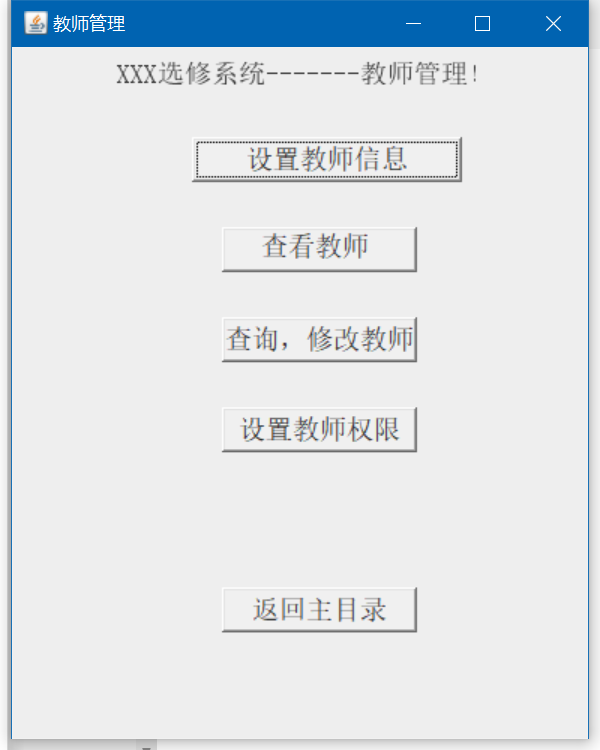 教师管理
XXX选修系统-------教师管理!
设置教师信息
查看教师
查询，修改教师
设置教师权限
返回主目录